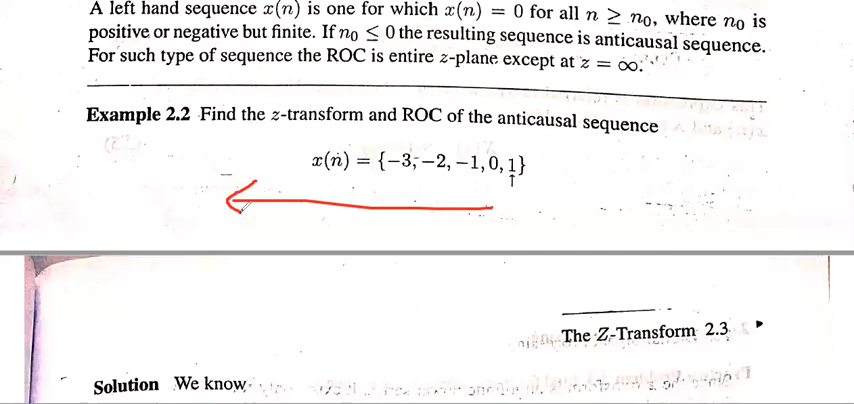 A left hand sequence x(n) is one for which x(n) = 0 for all n ≥ n₀, where n₀ is
positive or negative but finite. If n₀ ≤ 0 the resulting sequence is anticausal sequence.
For such type of sequence the ROC is entire z-plane except at z = ∞.
Example 2.2 Find the z-transform and ROC of the anticausal sequence
x(n) = {−3, −2, −1, 0, 1}
↑
The Z-Transform 2.3
Solution We know